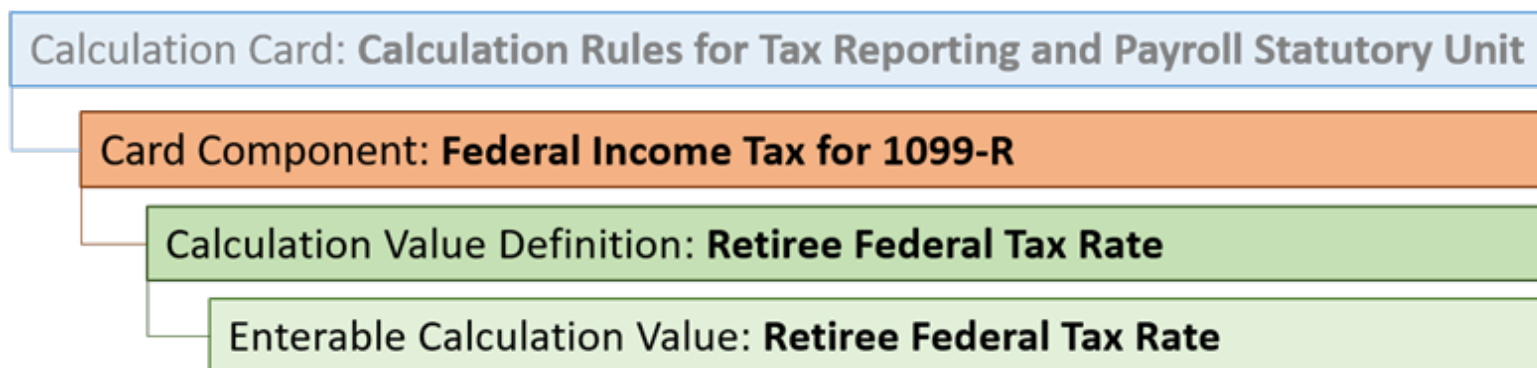 Calculation Card: Calculation Rules for Tax Reporting and Payroll Statutory Unit
Card Component: Federal Income Tax for 1099-R
Calculation Value Definition: Retiree Federal Tax Rate
Enterable Calculation Value: Retiree Federal Tax Rate